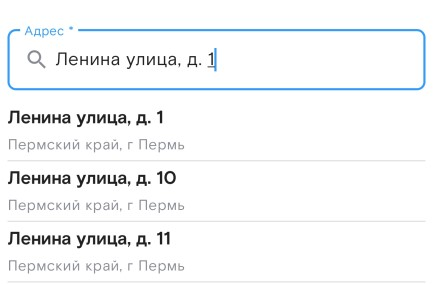 Адрес *
Ленина улица, д. 1
Ленина улица, д. 1
Пермский край, г Пермь
Ленина улица, д. 10
Пермский край, г Пермь
Ленина улица, д. 11
Пермский край, г Пермь